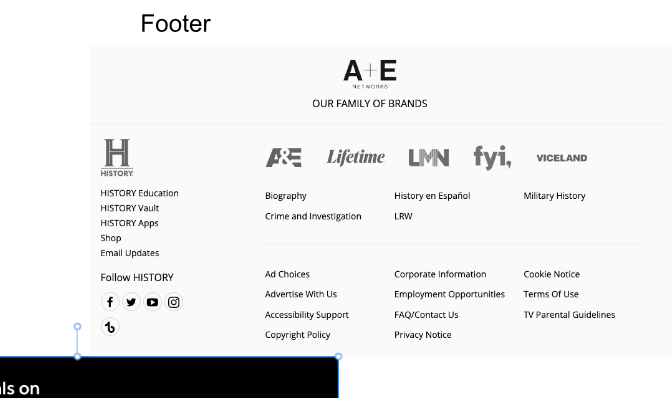 Footer
A+E
NETWORKS
OUR FAMILY OF BRANDS
H
HISTORY
HISTORY Education
HISTORY Vault
HISTORY Apps
Shop
Email Updates
Follow HISTORY
A&E Lifetime LMN fyi, VICELAND
Biography History en Español Military History
Crime and Investigation LRW
Ad Choices Corporate Information Cookie Notice
Advertise With Us Employment Opportunities Terms Of Use
Accessibility Support FAQ/Contact Us TV Parental Guidelines
Copyright Policy Privacy Notice
on